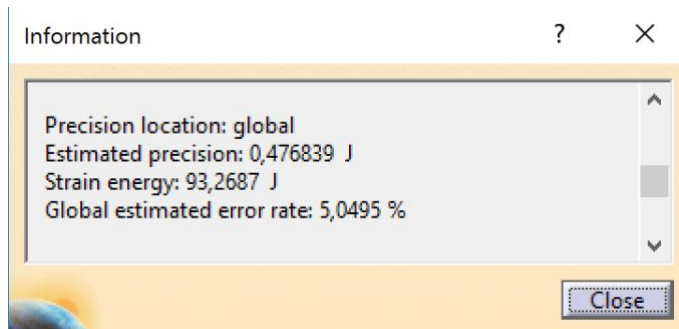 Information
?
Precision location: global
Estimated precision: 0,476839 J
Strain energy: 93,2687 J
Global estimated error rate: 5,0495 %
Close